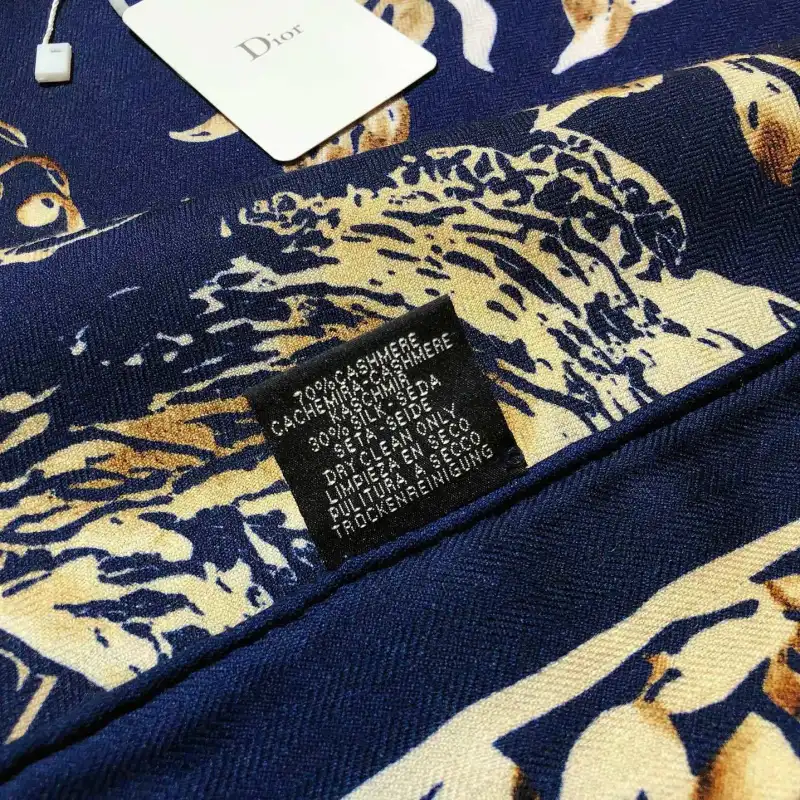 Dior
70%CASHMERE
CACHEMIRA-CASHMERE
KASCHMIR
30% SILK-SEDA
SETA-SEIDE
DRY CLEAN ONLY
LIMPIEZA EN SECO
PULITURA A SECCO
TROCKENREINIGUNG